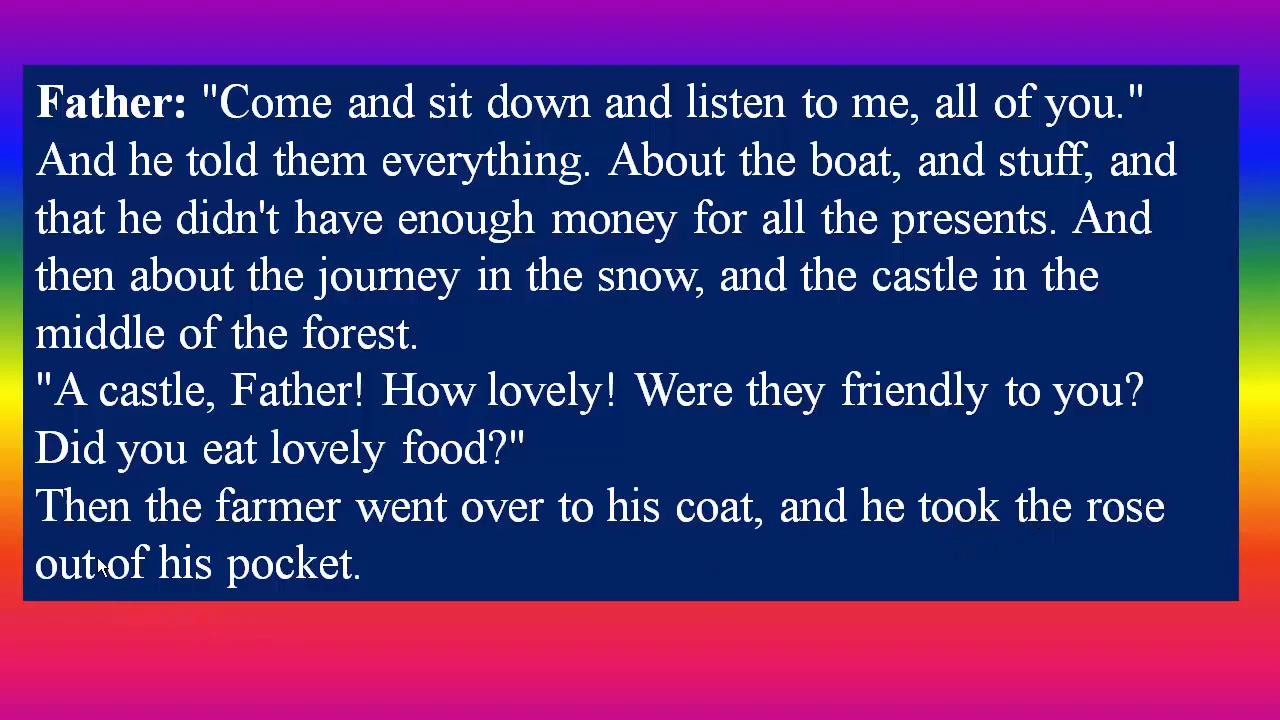 Father: "Come and sit down and listen to me, all of you."
And he told them everything. About the boat, and stuff, and
that he didn't have enough money for all the presents. And
then about the journey in the snow, and the castle in the
middle of the forest.
"A castle, Father! How lovely! Were they friendly to you?
Did you eat lovely food?"
Then the farmer went over to his coat, and he took the rose
out of his pocket.